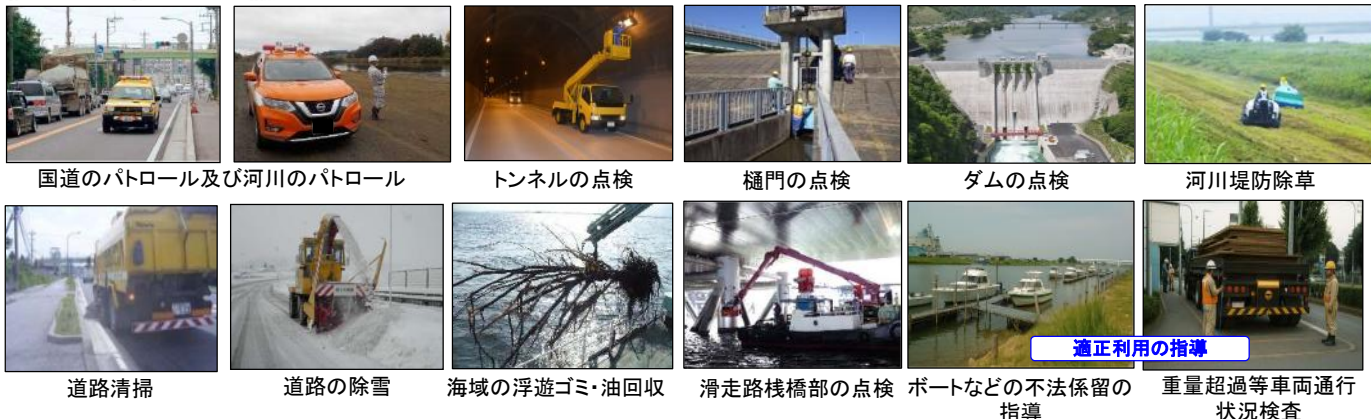 国道のパトロール及び河川のパトロール
トンネルの点検
樋門の点検
ダムの点検
河川堤防除草
道路清掃
道路の除雪
海域の浮遊ゴミ・油回収
滑走路桟橋部の点検
適正利用の指導
ボートなどの不法係留の
指導
重量超過等車両通行
状況検査